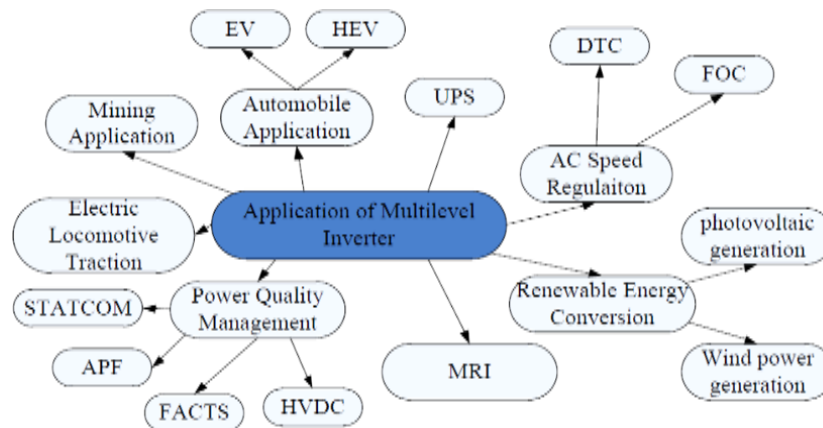 EV
HEV
DTC
FOC
Mining
Application
Automobile
Application
UPS
AC Speed
Regulaiton
Electric
Locomotive
Traction
Application of Multilevel
Inverter
photovoltaic
generation
STATCOM
Power Quality
Management
Renewable Energy
Conversion
APF
FACTS
HVDC
MRI
Wind power
generation